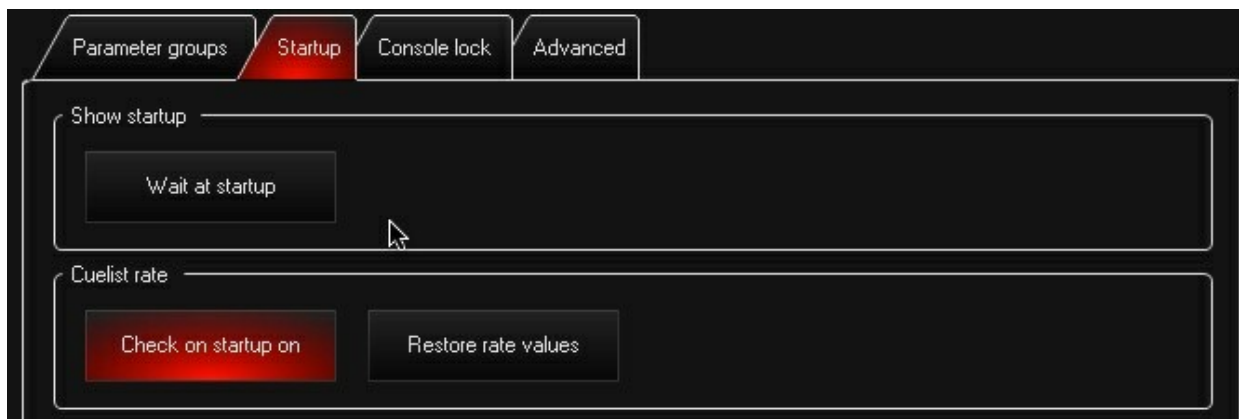 Parameter groups Startup Console lock Advanced
Show startup
Wait at startup
Cuelist rate
Check on startup on Restore rate values